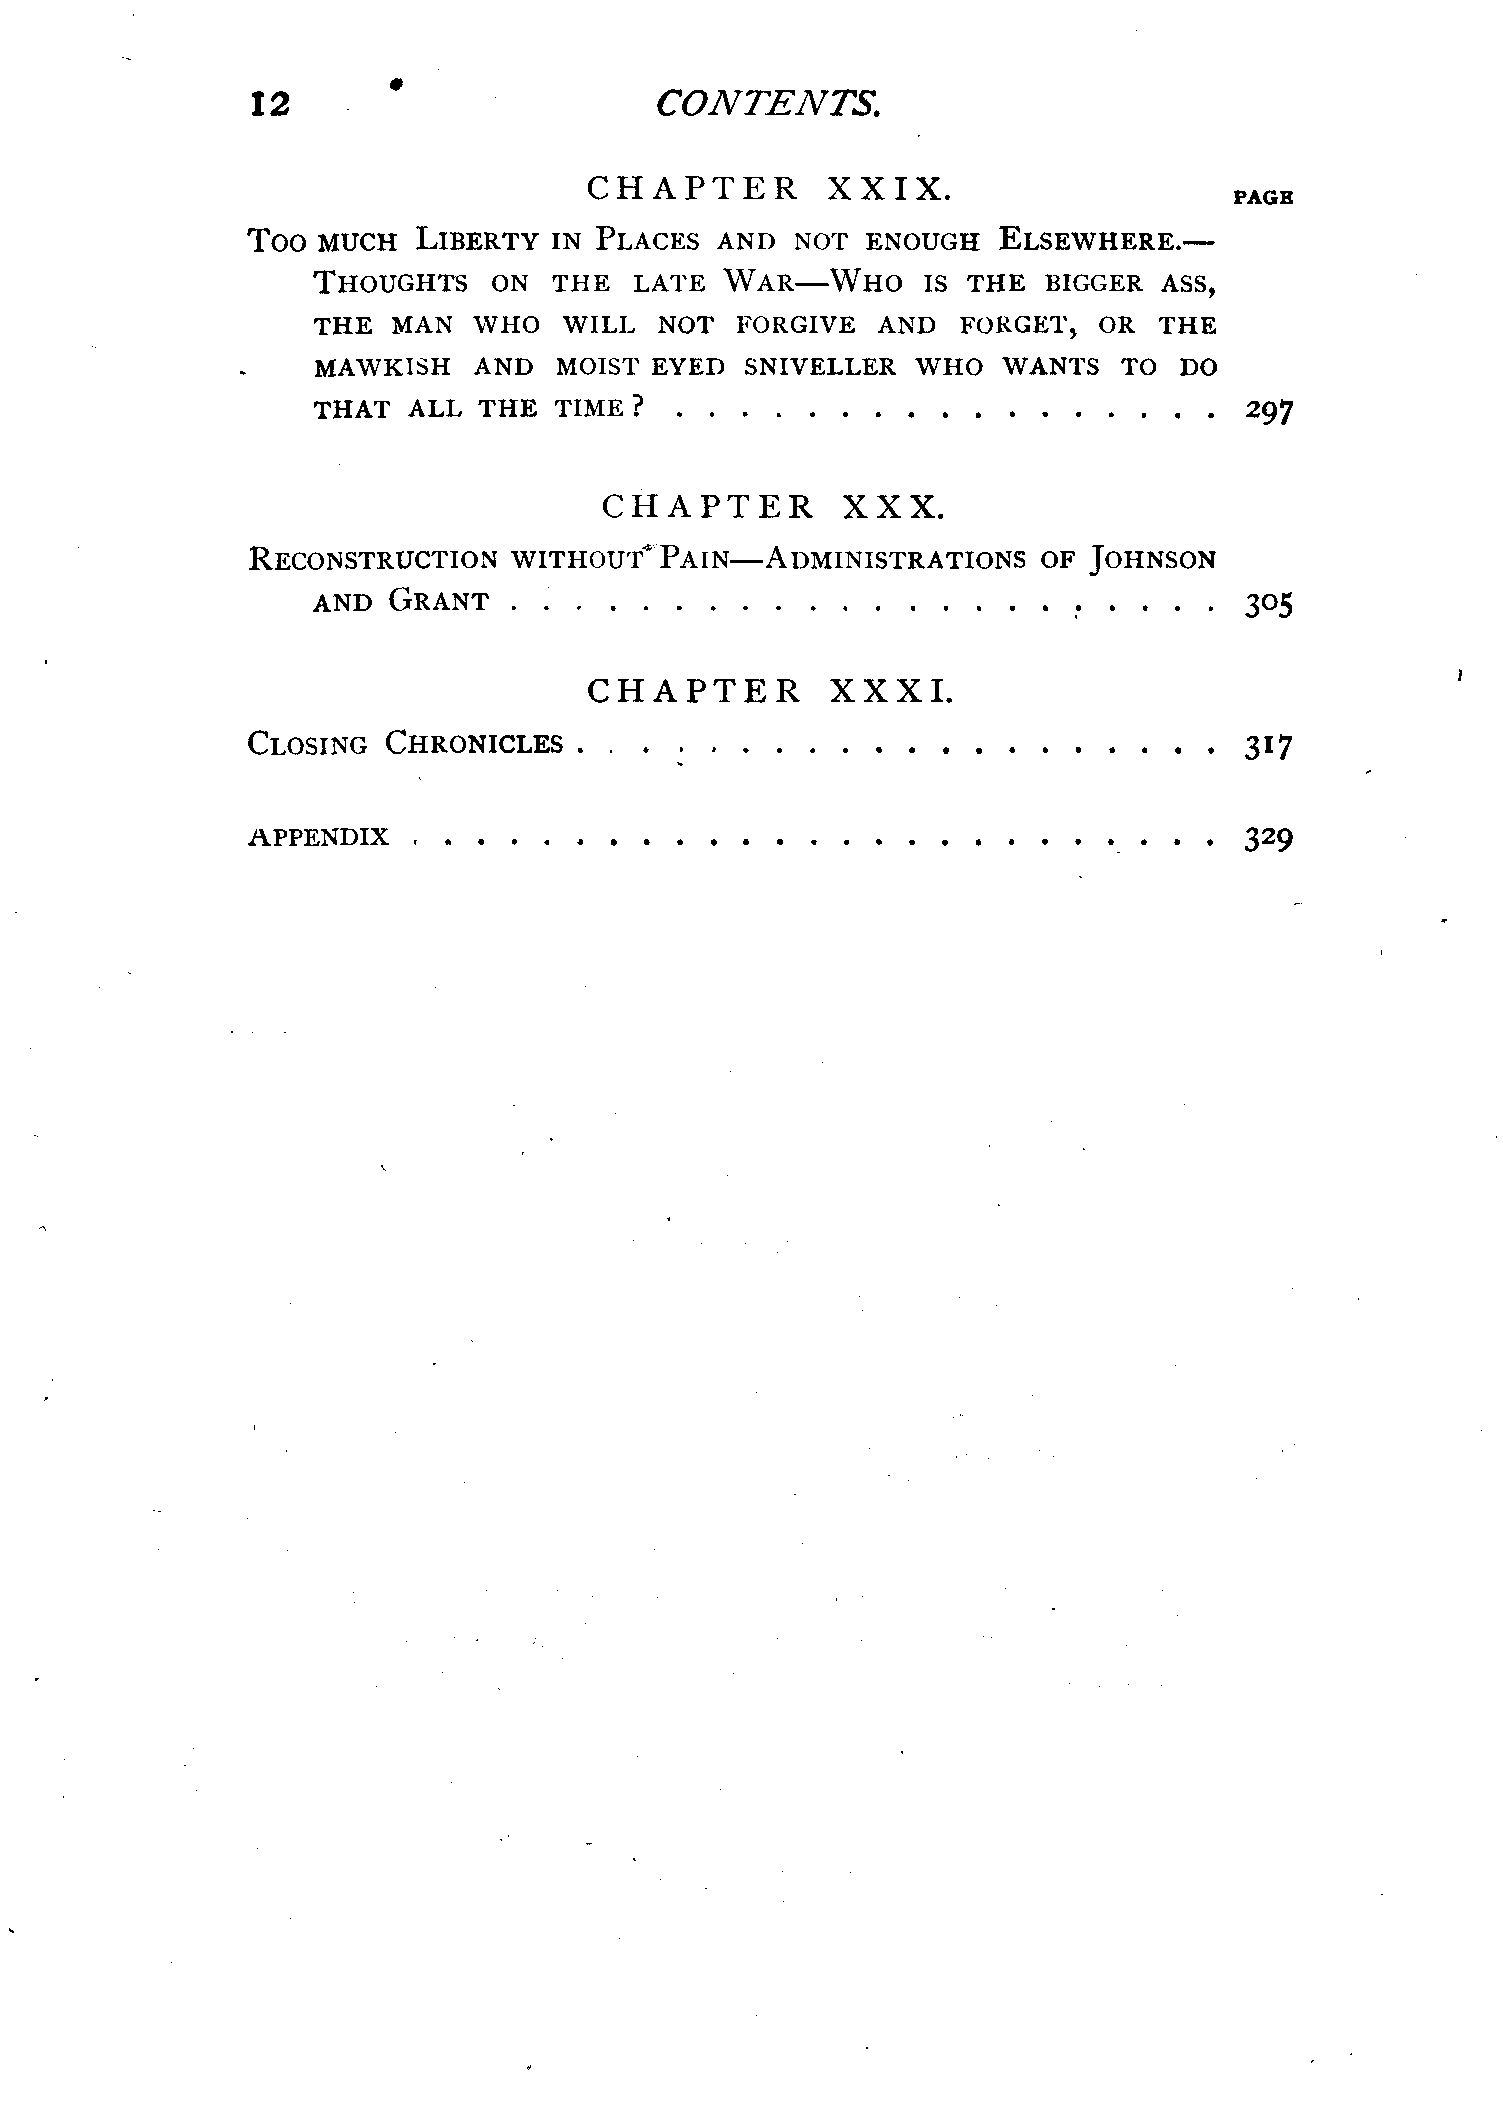 12 CONTENTS.
CHAPTER XXIX.
PAGE
Too much Liberty in Places and not enough Elsewhere.—
Thoughts on the late War—Who is the bigger ass,
the man who will not forgive and forget, or the
mawkish and moist eyed sniveller who wants to do
that all the time? . . . . . . . . . . . . . . . . . 297
CHAPTER XXX.
Reconstruction without Pain—Administrations of Johnson
and Grant . . . . . . . . . . . . . . . . . . . . . . 305
CHAPTER XXXI.
Closing Chronicles . . . . . . . . . . . . . . . . . . . . 317
Appendix . . . . . . . . . . . . . . . . . . . . . . . . . 329